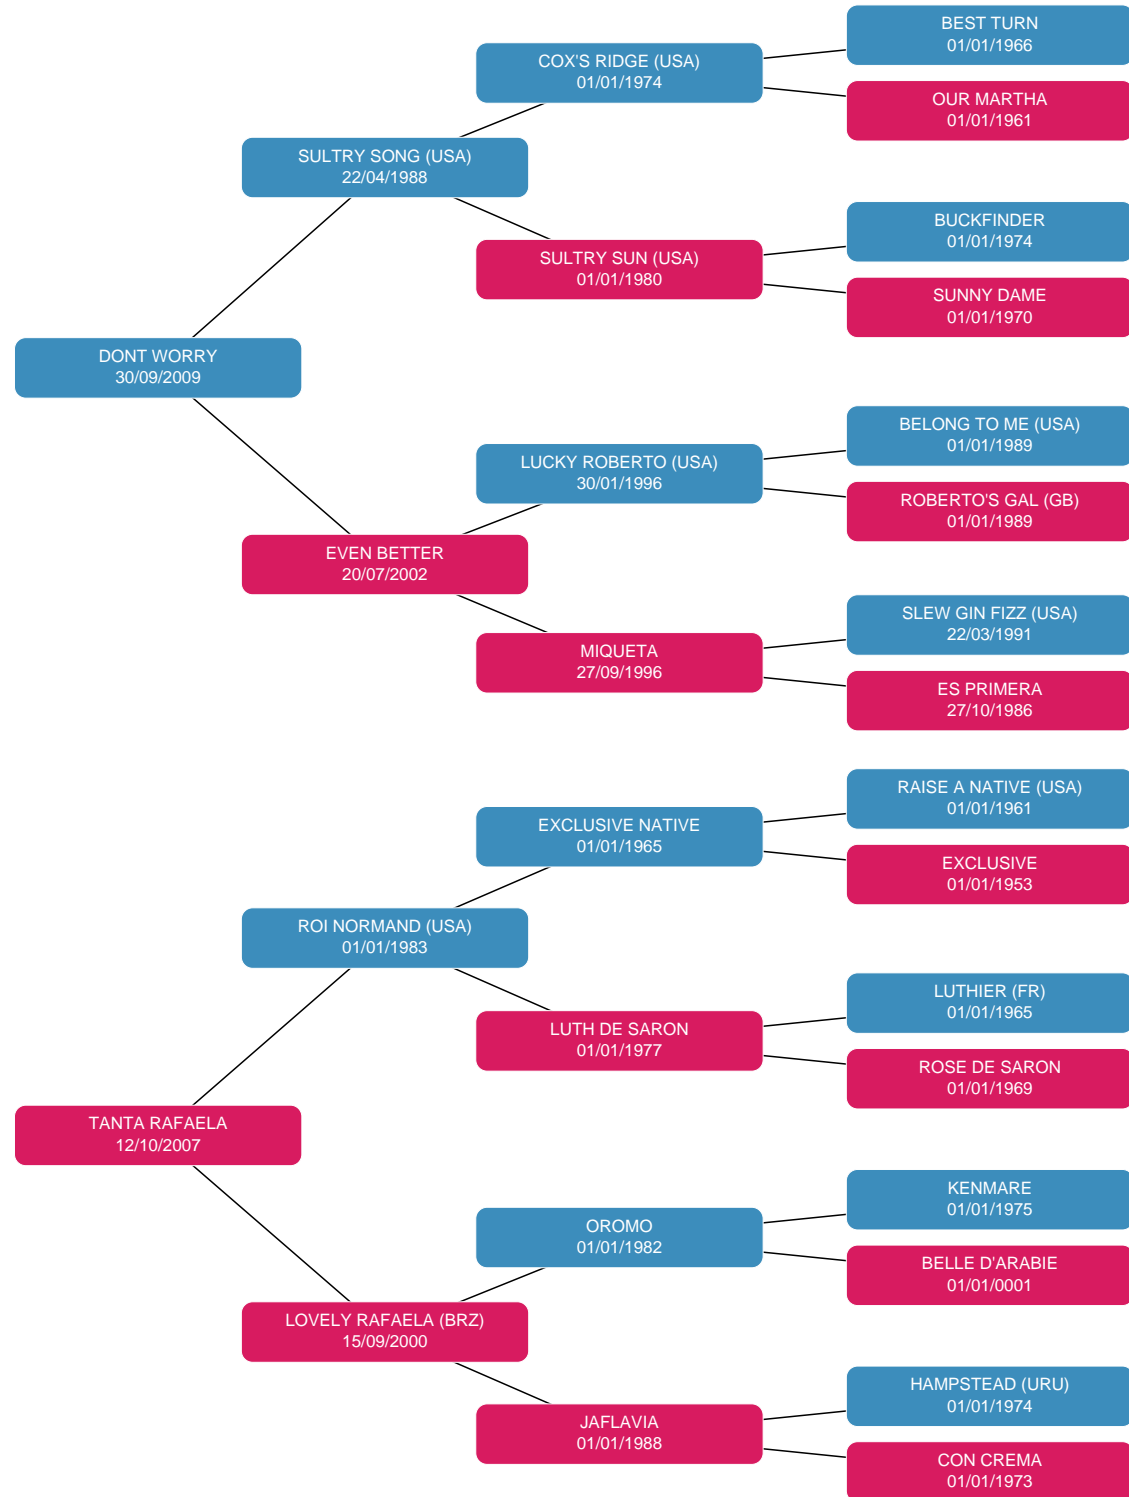 BEST TURN
01/01/1966
COX'S RIDGE (USA)
01/01/1974
OUR MARTHA
01/01/1961
SULTRY SONG (USA)
22/04/1988
BUCKFINDER
01/01/1974
SULTRY SUN (USA)
01/01/1980
SUNNY DAME
01/01/1970
DONT WORRY
30/09/2009
BELONG TO ME (USA)
01/01/1989
LUCKY ROBERTO (USA)
30/01/1996
ROBERTO'S GAL (GB)
01/01/1989
EVEN BETTER
20/07/2002
SLEW GIN FIZZ (USA)
22/03/1991
MIQUETA
27/09/1996
ES PRIMERA
27/10/1986
RAISE A NATIVE (USA)
01/01/1961
EXCLUSIVE NATIVE
01/01/1965
EXCLUSIVE
01/01/1953
ROI NORMAND (USA)
01/01/1983
LUTHIER (FR)
01/01/1965
LUTH DE SARON
01/01/1977
ROSE DE SARON
01/01/1969
TANTA RAFAELA
12/10/2007
KENMARE
01/01/1975
OROMO
01/01/1982
BELLE D'ARABIE
01/01/0001
LOVELY RAFAELA (BRZ)
15/09/2000
HAMPSTEAD (URU)
01/01/1974
JAFLAVIA
01/01/1988
CON CREMA
01/01/1973